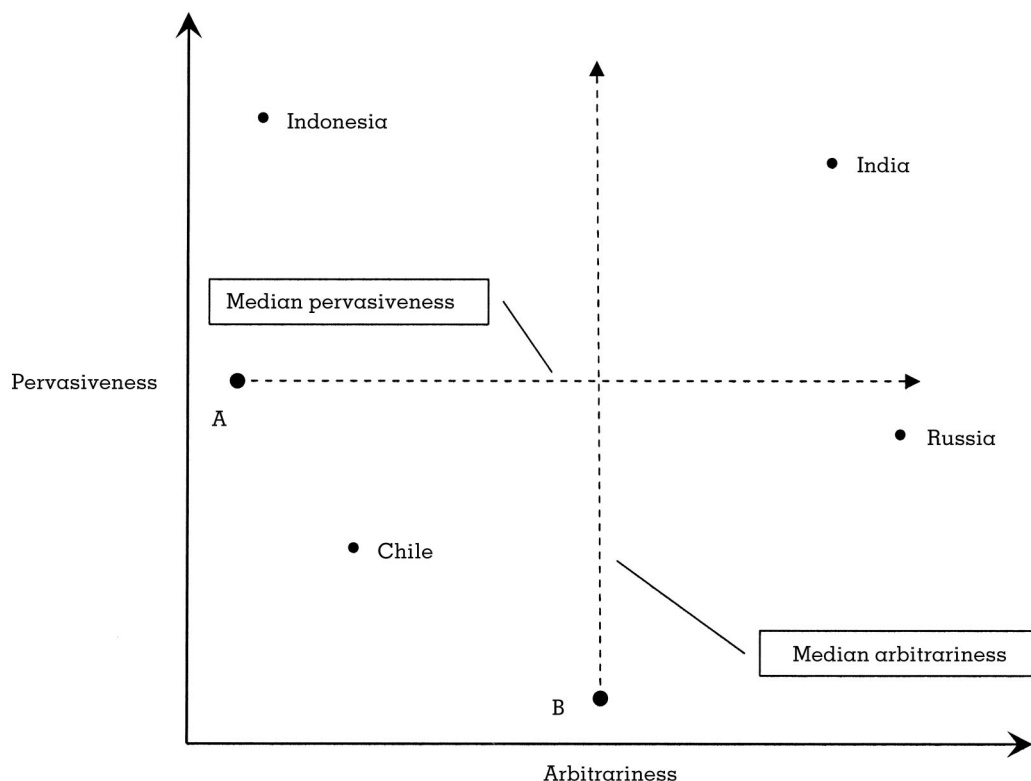 Indonesia
India
Median pervasiveness
Pervasiveness
A
Russia
Chile
Median arbitrariness
B
Arbitrariness